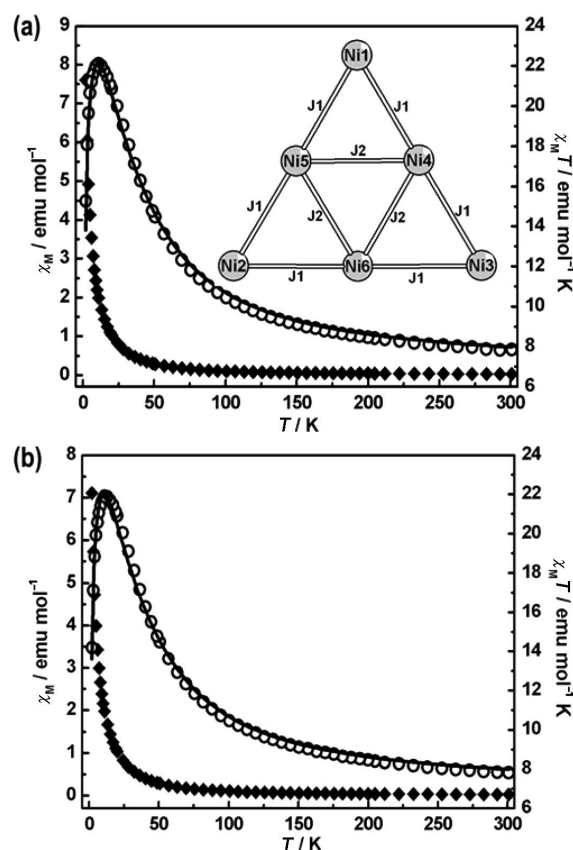 (a)
χM / emu mol⁻¹
9
8
7
6
5
4
3
2
1
0
24
22
20
18
16
14
12
10
8
6
χM T / emu mol⁻¹ K
Ni1
J1 J1
Ni5 J2 Ni4
J1 J2 J2 J1
Ni2 J1 Ni6 J1 Ni3
0 50 100 150 200 250 300
T / K
(b)
χM / emu mol⁻¹
8
7
6
5
4
3
2
1
0
24
22
20
18
16
14
12
10
8
6
χM T / emu mol⁻¹ K
0 50 100 150 200 250 300
T / K